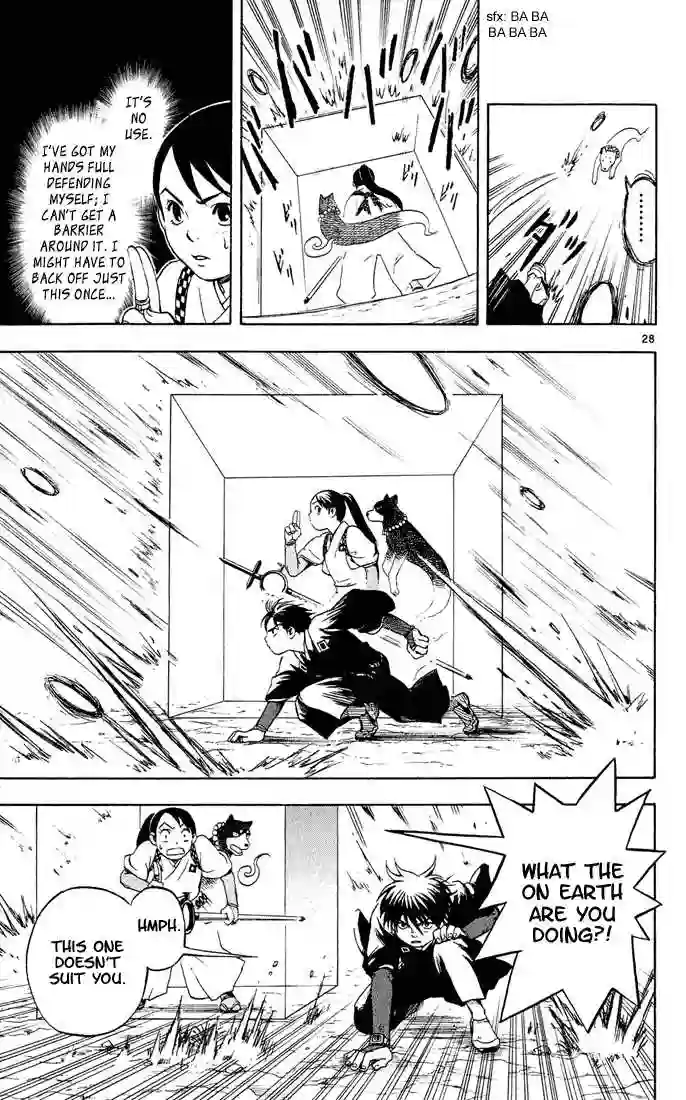 sfx: BA BA
BA BA BA
.........
IT'S
NO
USE.
I'VE GOT MY
HANDS FULL
DEFENDING
MYSELF; I
CAN'T GET A
BARRIER
AROUND IT. I
MIGHT HAVE TO
BACK OFF JUST
THIS ONCE...
28
WHAT THE
ON EARTH
ARE YOU
DOING?!
HMPH.
THIS ONE
DOESN'T
SUIT YOU.